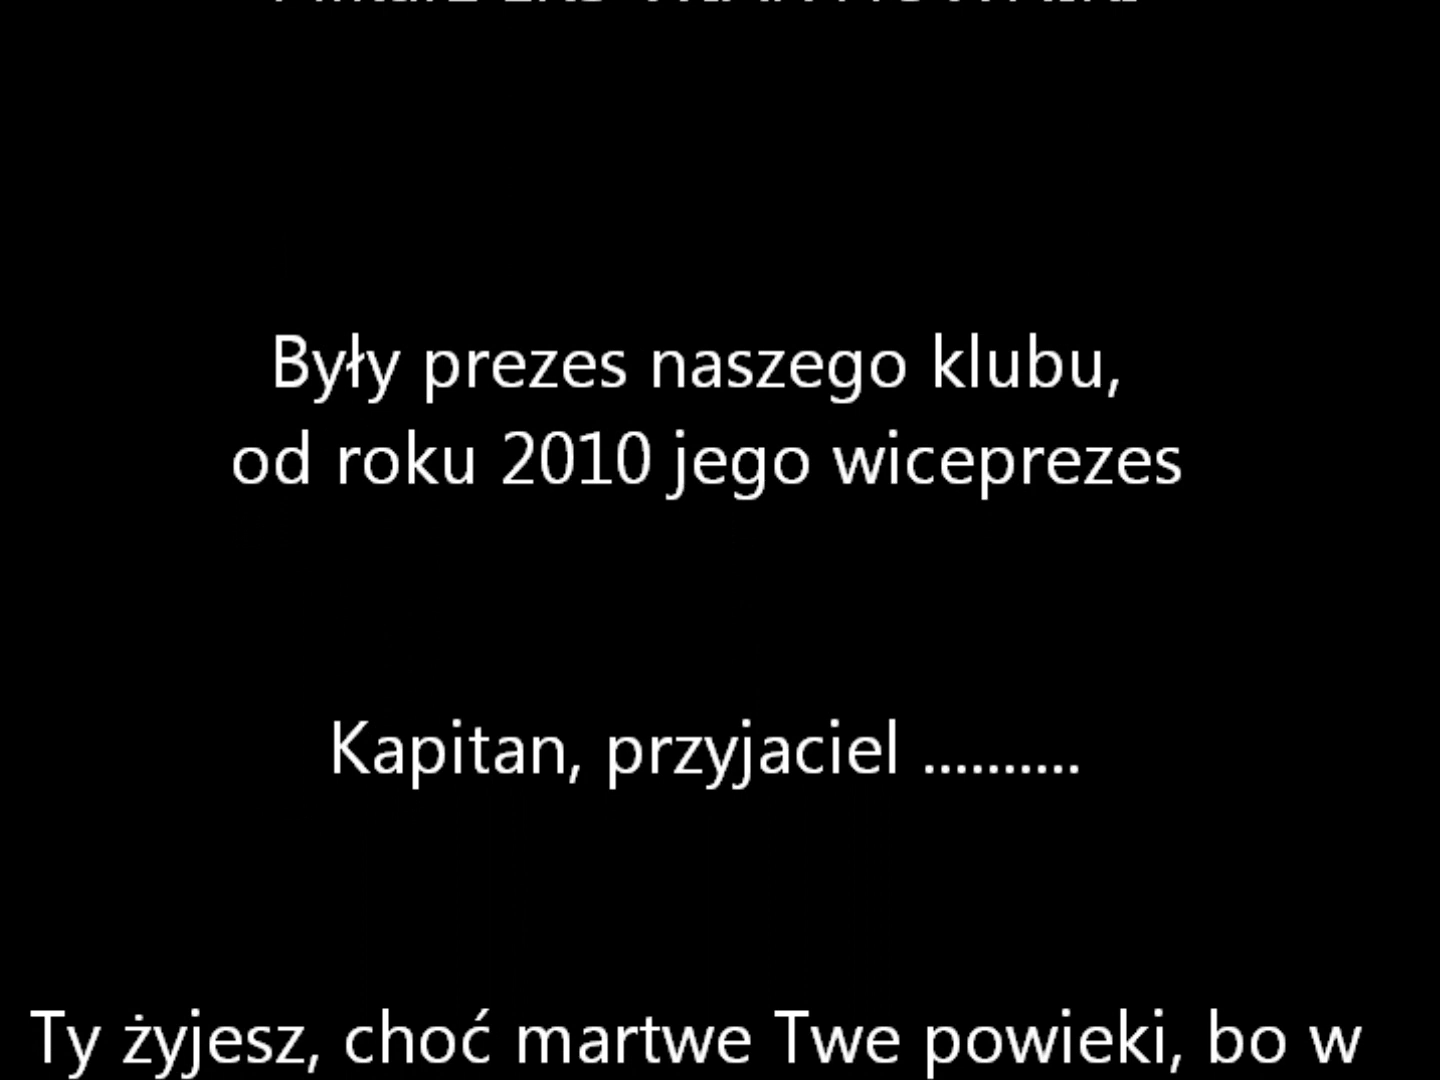 Były prezes naszego klubu,
od roku 2010 jego wiceprezes
Kapitan, przyjaciel ..........
Ty żyjesz, choć martwe Twe powieki, bo w